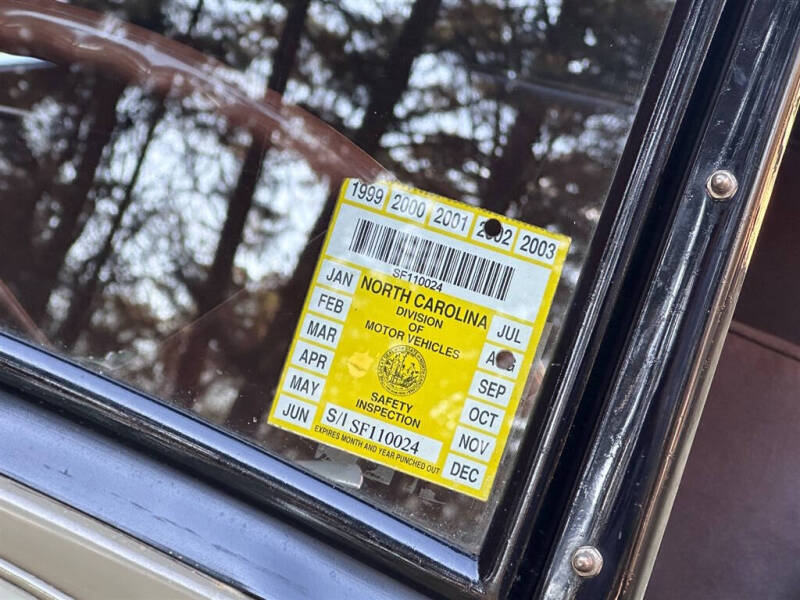 1999 2000 2001 2002 2003
SF110024
NORTH CAROLINA
DIVISION
OF
MOTOR VEHICLES
JAN
FEB
MAR
APR
MAY
JUN
JUL
AUG
SEP
OCT
NOV
DEC
SAFETY
INSPECTION
S/I SF110024
EXPIRES MONTH AND YEAR PUNCHED OUT